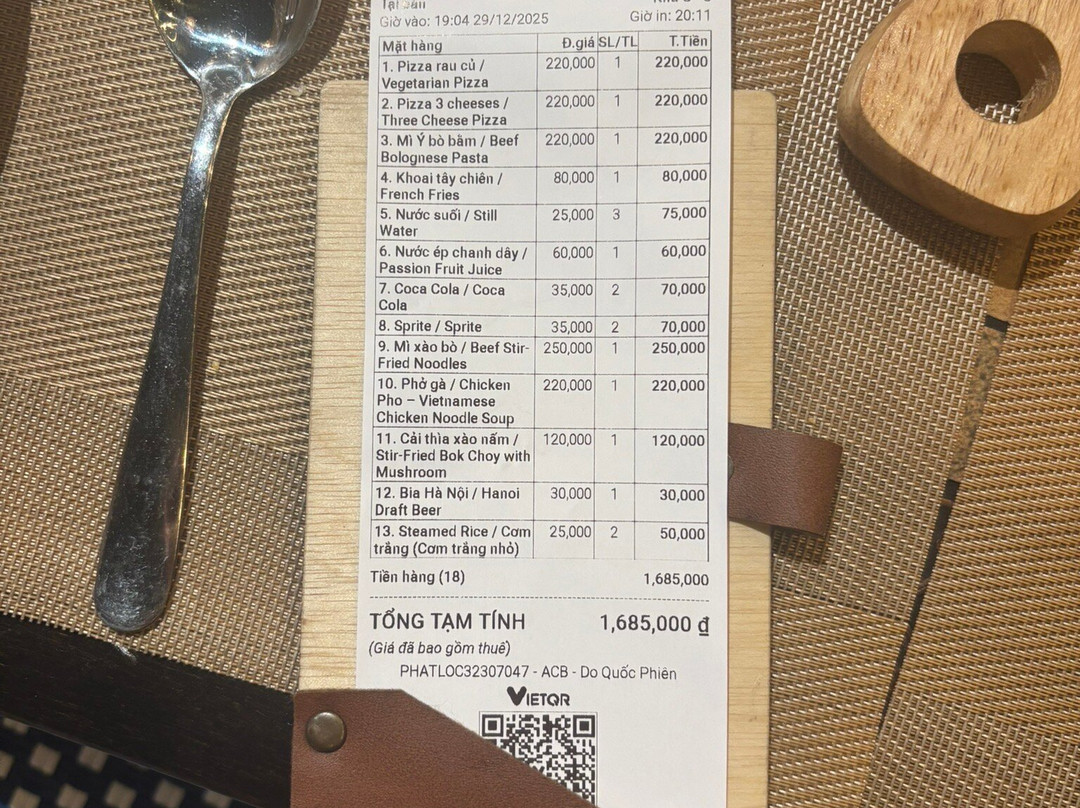 Tại bàn
Giờ vào: 19:04 29/12/2025 Giờ in: 20:11
Mặt hàng Đ.giá SL/TL T.Tiền
1. Pizza rau củ / 220,000 1 220,000
Vegetarian Pizza
2. Pizza 3 cheeses / 220,000 1 220,000
Three Cheese Pizza
3. Mì Ý bò bằm / Beef 220,000 1 220,000
Bolognese Pasta
4. Khoai tây chiên / 80,000 1 80,000
French Fries
5. Nước suối / Still 25,000 3 75,000
Water
6. Nước ép chanh dây / 60,000 1 60,000
Passion Fruit Juice
7. Coca Cola / Coca 35,000 2 70,000
Cola
8. Sprite / Sprite 35,000 2 70,000
9. Mì xào bò / Beef Stir- 250,000 1 250,000
Fried Noodles
10. Phở gà / Chicken 220,000 1 220,000
Pho – Vietnamese
Chicken Noodle Soup
11. Cải thìa xào nấm / 120,000 1 120,000
Stir-Fried Bok Choy with
Mushroom
12. Bia Hà Nội / Hanoi 30,000 1 30,000
Draft Beer
13. Steamed Rice / Cơm 25,000 2 50,000
trắng (Cơm trắng nhỏ)
Tiền hàng (18) 1,685,000
TỔNG TẠM TÍNH 1,685,000 ₫
(Giá đã bao gồm thuế)
PHATLOC32307047 - ACB - Do Quốc Phiên
VIETQR